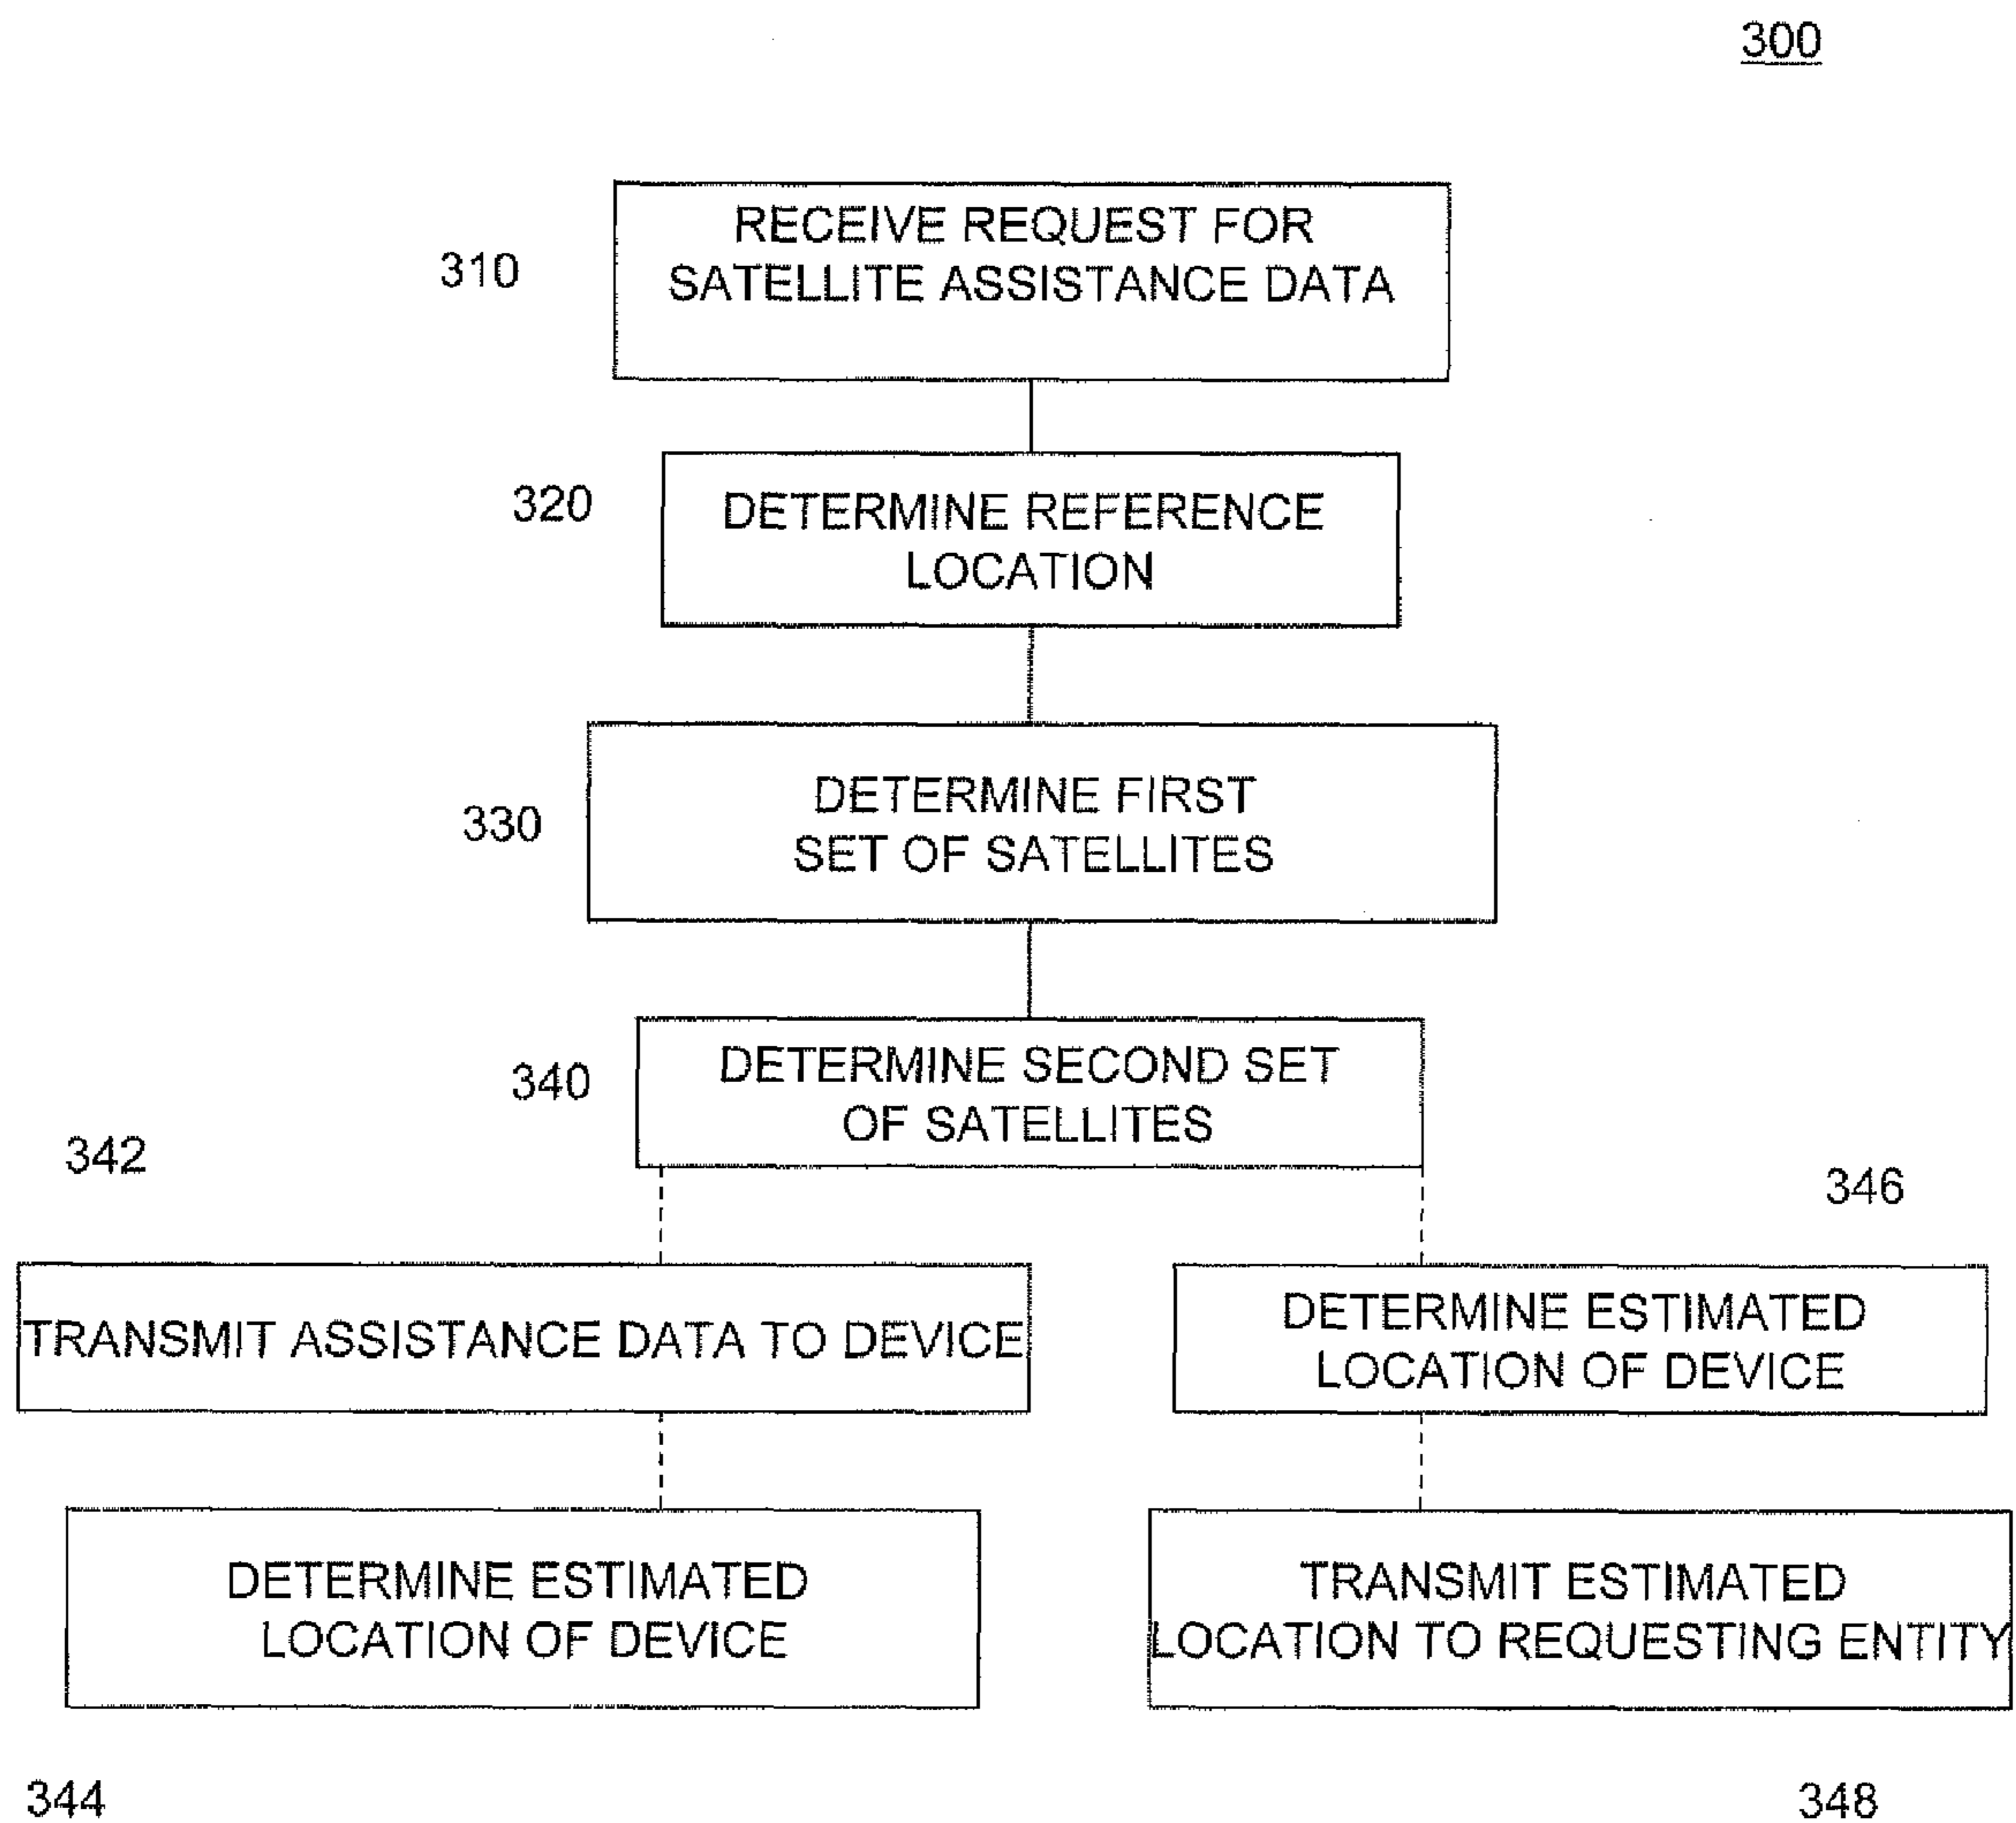 300
310
RECEIVE REQUEST FOR
SATELLITE ASSISTANCE DATA
320
DETERMINE REFERENCE
LOCATION
330
DETERMINE FIRST
SET OF SATELLITES
340
DETERMINE SECOND SET
OF SATELLITES
342
346
TRANSMIT ASSISTANCE DATA TO DEVICE
DETERMINE ESTIMATED
LOCATION OF DEVICE
DETERMINE ESTIMATED
LOCATION OF DEVICE
TRANSMIT ESTIMATED
LOCATION TO REQUESTING ENTITY
344
348